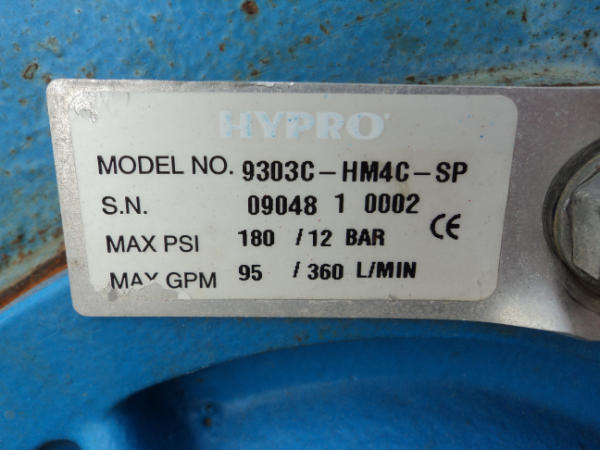 HYPRO
MODEL NO. 9303C-HM4C-SP
S.N. 09048 1 0002
MAX PSI 180 / 12 BAR CE
MAX GPM 95 / 360 L/MIN